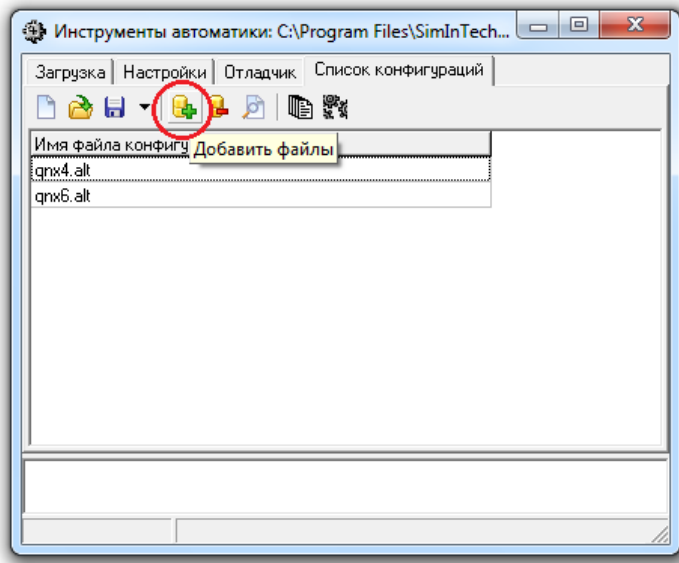 Инструменты автоматики: C:\Program Files\SimInTech...
Загрузка Настройки Отладчик Список конфигураций
Имя файла конфигу
Добавить файлы
qnx4.alt
qnx6.alt